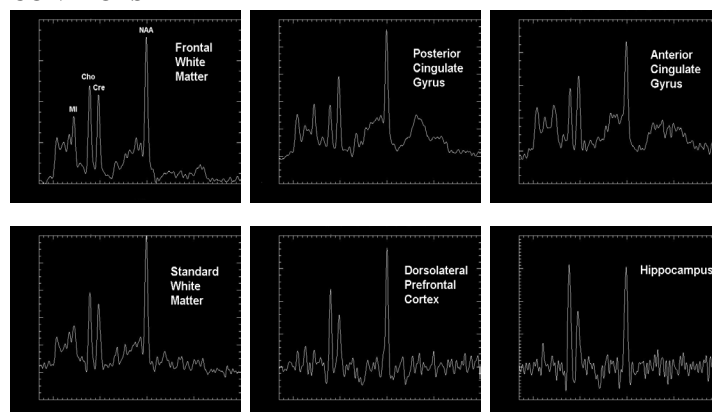 NAA
Frontal
White
Matter
Cho
Cre
MI
Posterior
Cingulate
Gyrus
Anterior
Cingulate
Gyrus
Standard
White
Matter
Dorsolateral
Prefrontal
Cortex
Hippocampus